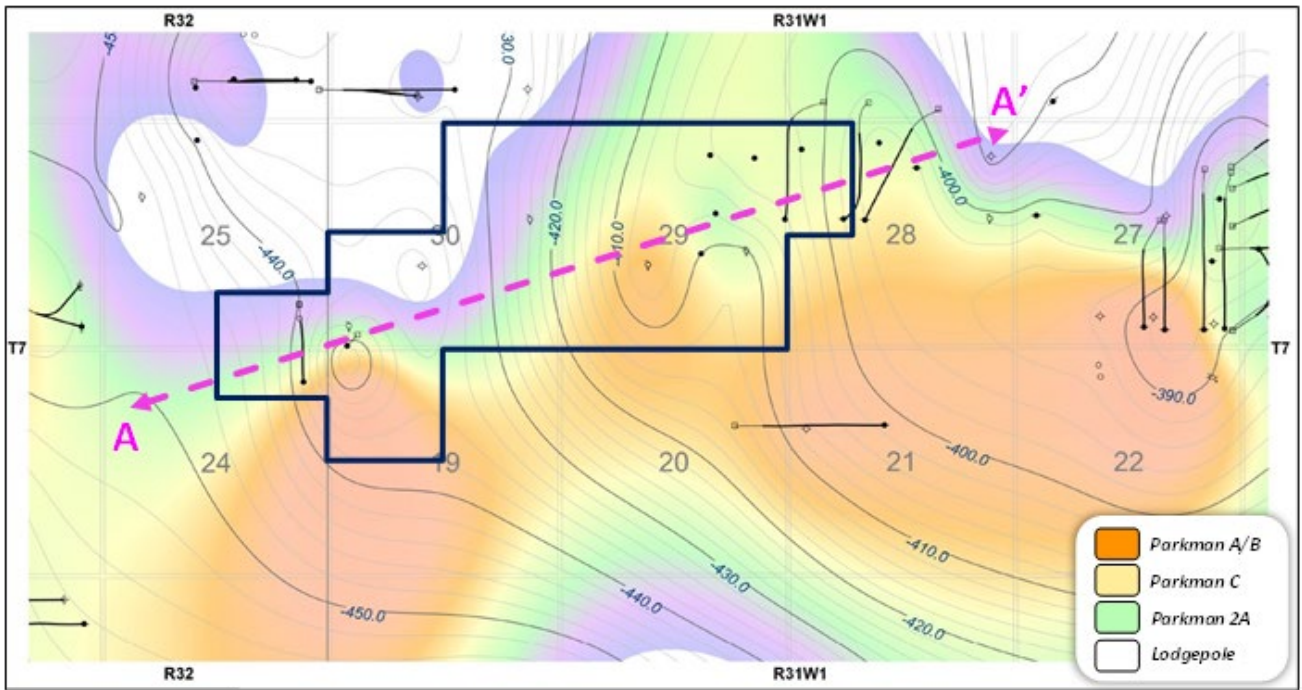 R32 R31W1
-45
30.0
A'
-400.0
25 30 -420.0 -410.0 29 28 27
-440.0
T7 T7
-390.0
A
24 19 20 21 22
-400.0
-410.0
-430.0
-440.0
-450.0
-420.0
Parkman A/B
Parkman C
Parkman 2A
Lodgepole
R32 R31W1